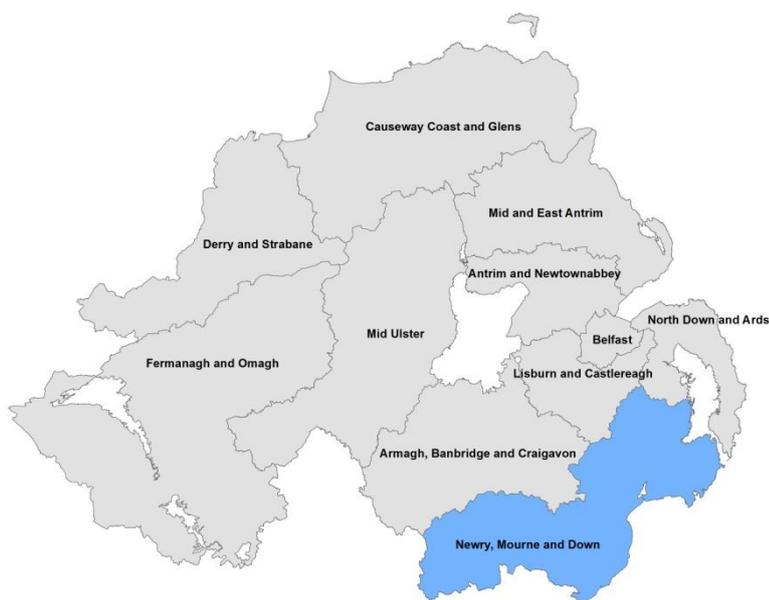 Causeway Coast and Glens
Mid and East Antrim
Derry and Strabane
Antrim and Newtownabbey
North Down and Ards
Mid Ulster
Belfast
Fermanagh and Omagh
Lisburn and Castlereagh
Armagh, Banbridge and Craigavon
Newry, Mourne and Down